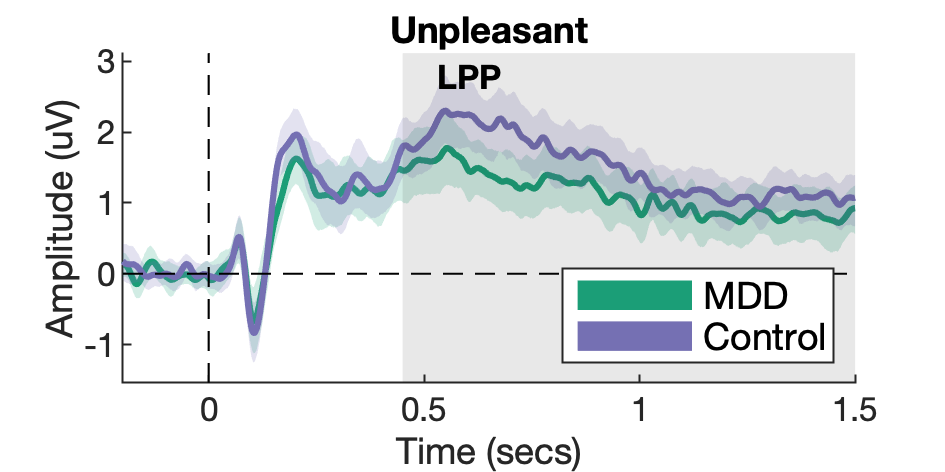 Unpleasant
LPP
3
2
1
0
-1
Amplitude (uV)
MDD
Control
0
0.5
1
1.5
Time (secs)